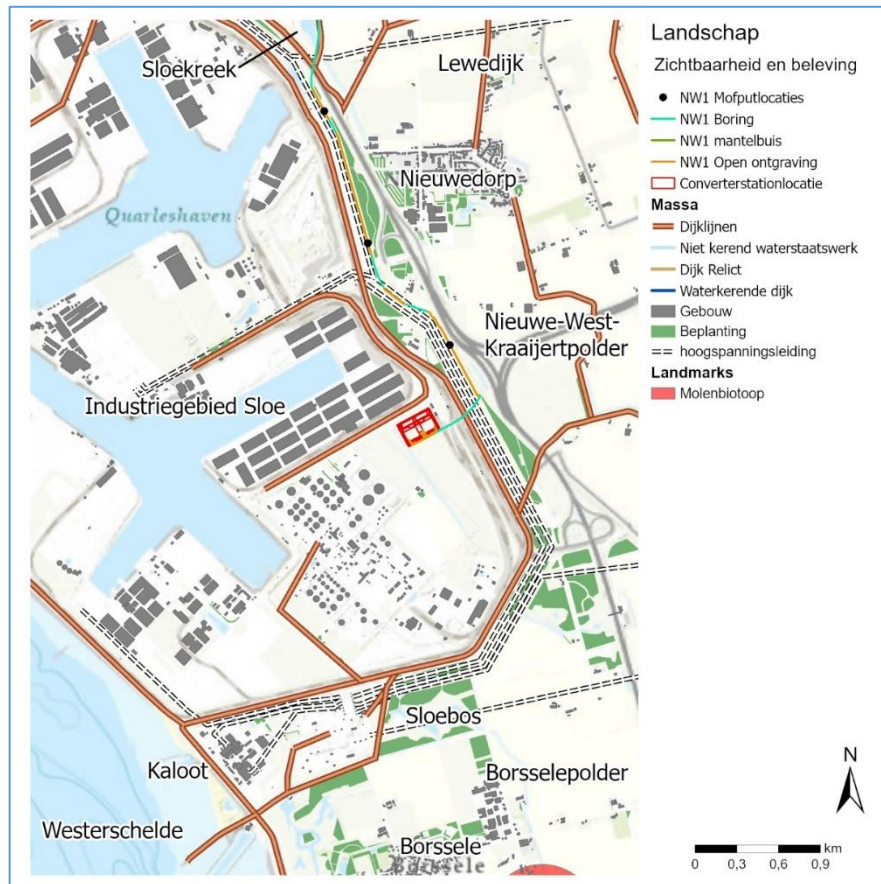 Sloekreek
Lewedijk
Nieuwedorp
Quarleshaven
Nieuwe-West-
Kraaijertpolder
Industriegebied Sloe
Sloebos
Kaloot
Borsselepolder
Westerschelde
Borssele
Landschap
Zichtbaarheid en beleving
NW1 Mofputlocaties
NW1 Boring
NW1 mantelbuis
NW1 Open ontgraving
Converterstationlocatie
Massa
Dijklijnen
Niet kerend waterstaatswerk
Dijk Relict
Waterkerende dijk
Gebouw
Beplanting
hoogspanningsleiding
Landmarks
Molenbiotoop
N
km
0 0,3 0,6 0,9